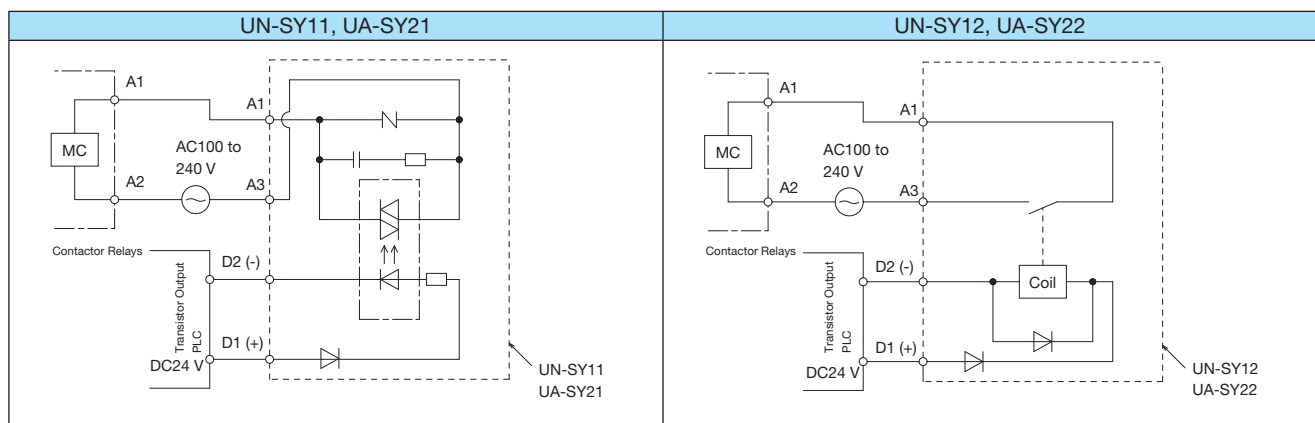 UN-SY11, UA-SY21
A1
A1
MC
AC100 to
240 V
A2
A3
Contactor Relays
D2 (-)
Transistor Output
PLC
D1 (+)
DC24 V
UN-SY11
UA-SY21
UN-SY12, UA-SY22
A1
A1
MC
AC100 to
240 V
A2
A3
Contactor Relays
D2 (-)
Coil
Transistor Output
PLC
D1 (+)
DC24 V
UN-SY12
UA-SY22